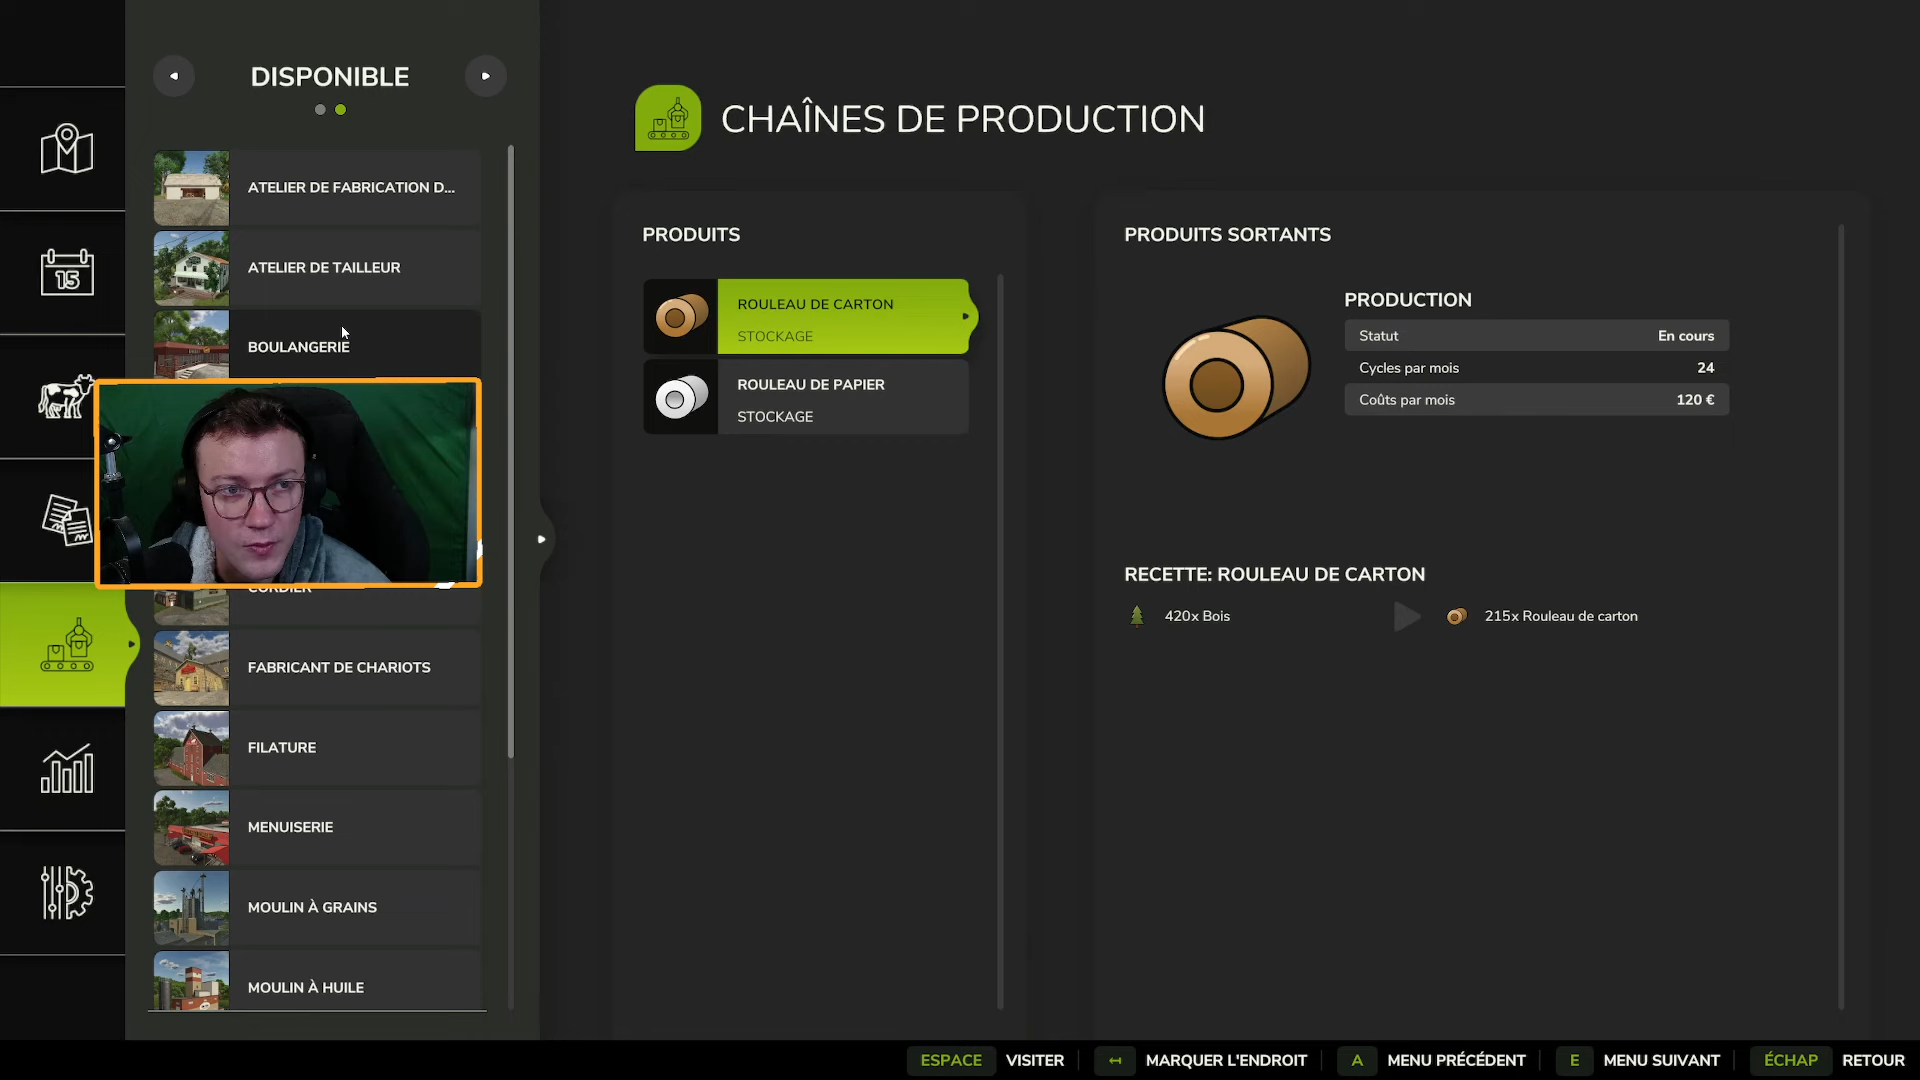 DISPONIBLE
15
ATELIER DE FABRICATION D...
ATELIER DE TAILLEUR
BOULANGERIE
CORDIER
FABRICANT DE CHARIOTS
FILATURE
MENUISERIE
MOULIN À GRAINS
MOULIN À HUILE
CHAÎNES DE PRODUCTION
PRODUITS
ROULEAU DE CARTON
STOCKAGE
ROULEAU DE PAPIER
STOCKAGE
PRODUITS SORTANTS
PRODUCTION
Statut En cours
Cycles par mois 24
Coûts par mois 120 €
RECETTE: ROULEAU DE CARTON
420x Bois 215x Rouleau de carton
ESPACE VISITER MARQUER L'ENDROIT A MENU PRÉCÉDENT E MENU SUIVANT ÉCHAP RETOUR